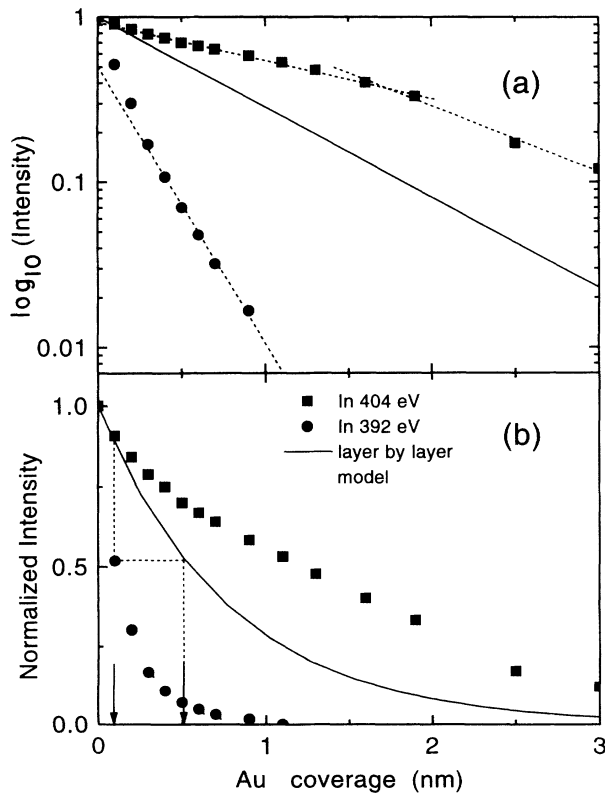 1
(a)
0.1
0.01
log10 (Intensity)
1.0
0.5
0.0
Normalized Intensity
■ In 404 eV
● In 392 eV
— layer by layer
model
(b)
0 1 2 3
Au coverage (nm)